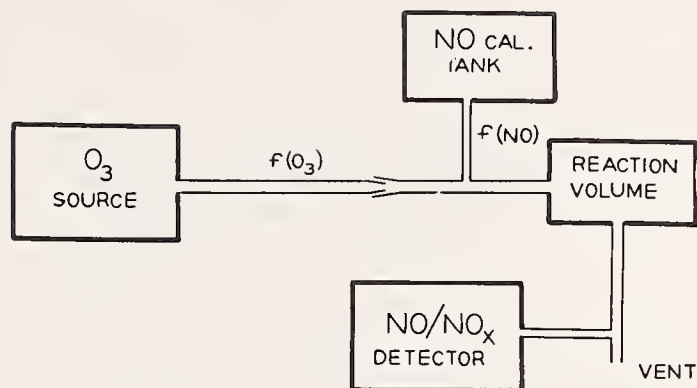 NO CAL.
TANK
f(NO)
O₃
SOURCE
f(O₃)
REACTION
VOLUME
NO/NOₓ
DETECTOR
VENT